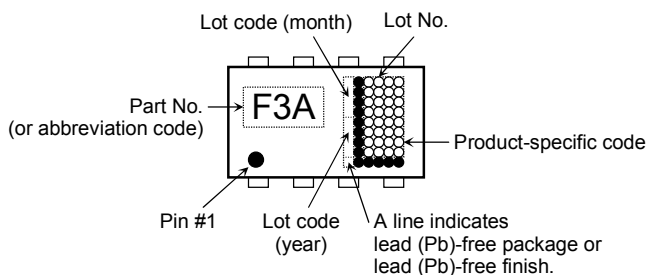 Lot code (month)
Lot No.
Part No.
(or abbreviation code)
F3A
Product-specific code
Pin #1
Lot code
(year)
A line indicates
lead (Pb)-free package or
lead (Pb)-free finish.